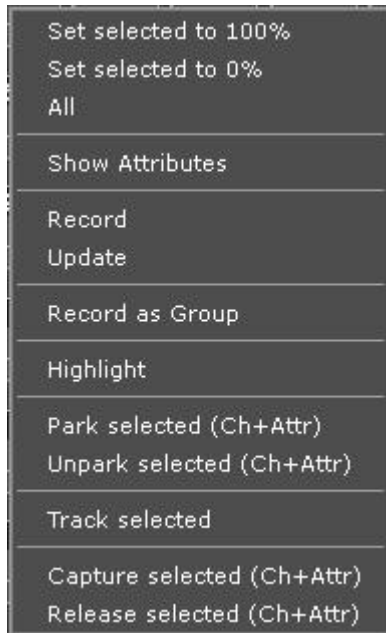 Set selected to 100%
Set selected to 0%
All
Show Attributes
Record
Update
Record as Group
Highlight
Park selected (Ch+Attr)
Unpark selected (Ch+Attr)
Track selected
Capture selected (Ch+Attr)
Release selected (Ch+Attr)